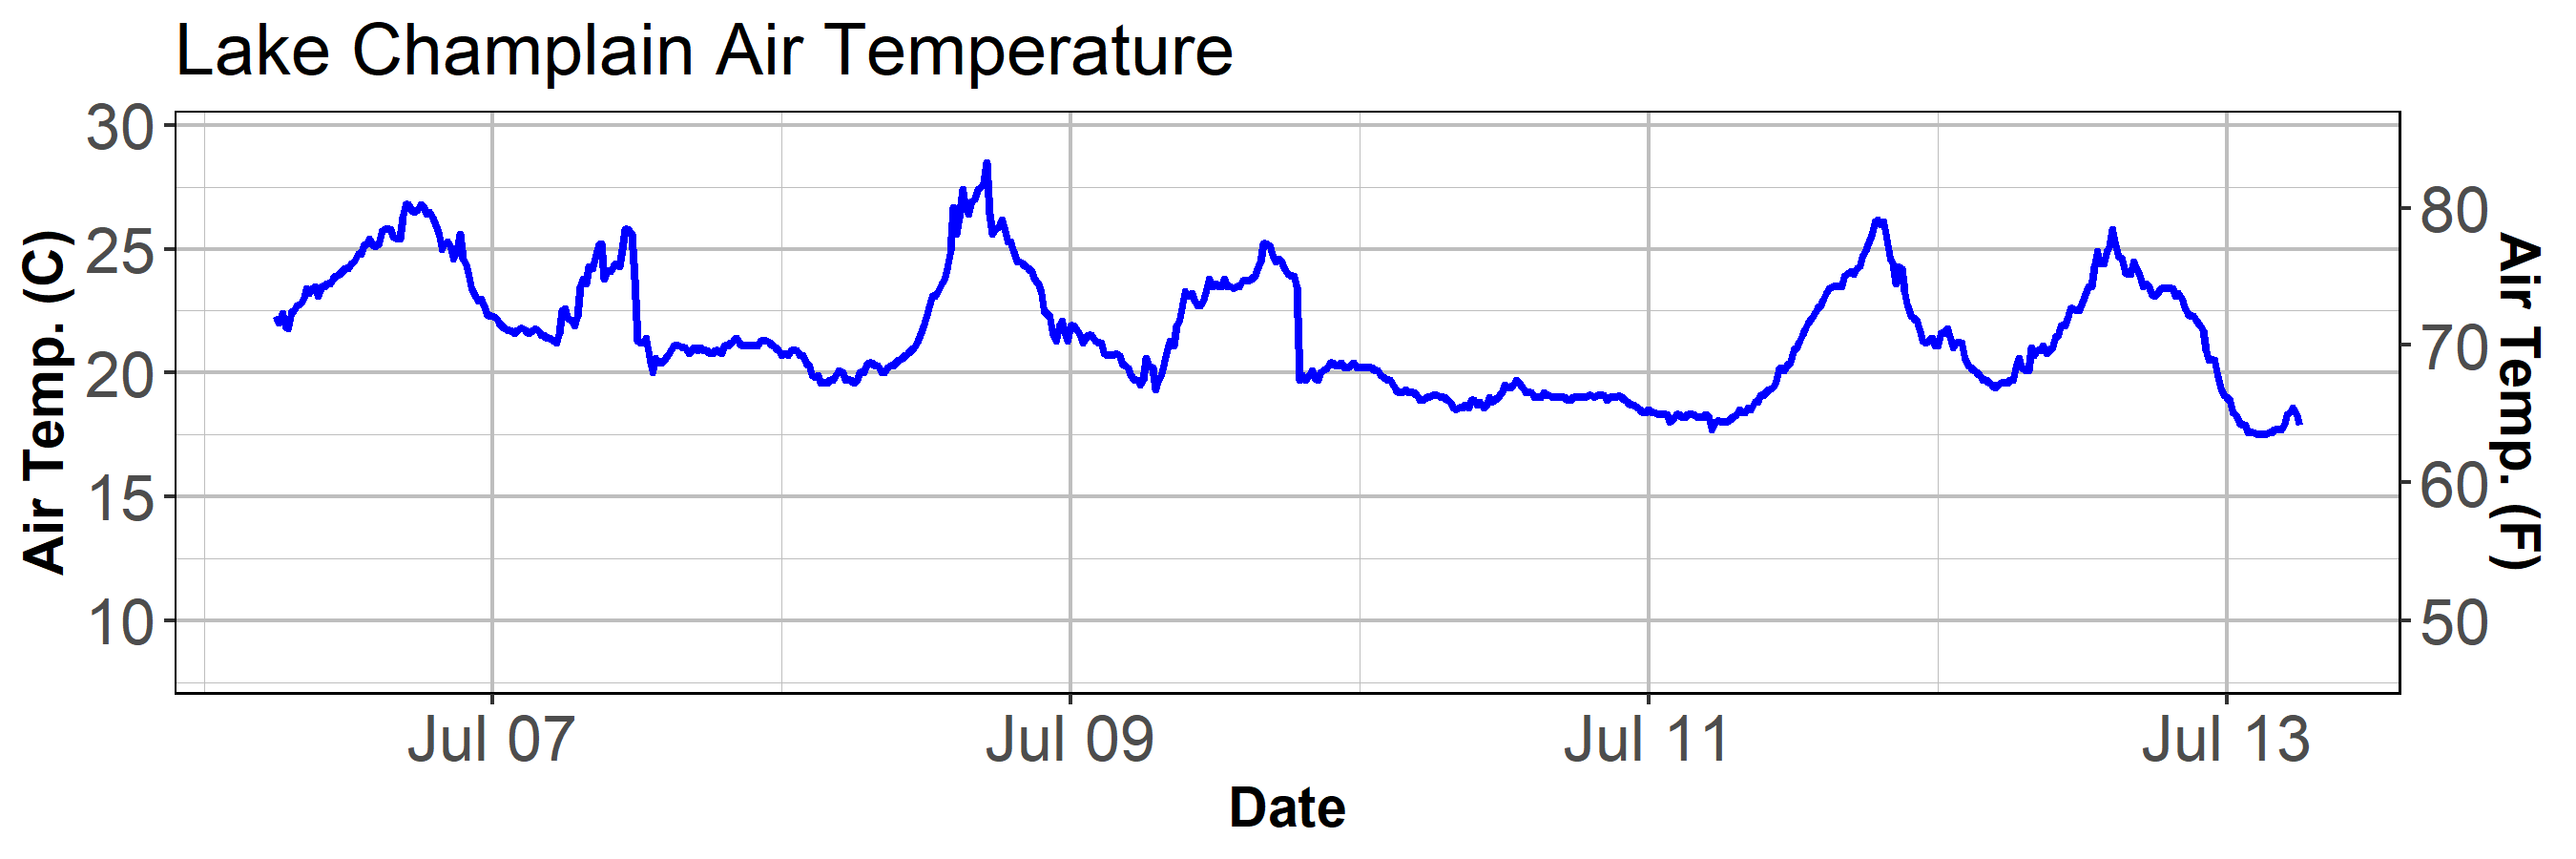 Lake Champlain Air Temperature
30
25
20
15
10
Air Temp. (C)
80
70
60
50
Air Temp. (F)
Jul 07
Jul 09
Jul 11
Jul 13
Date